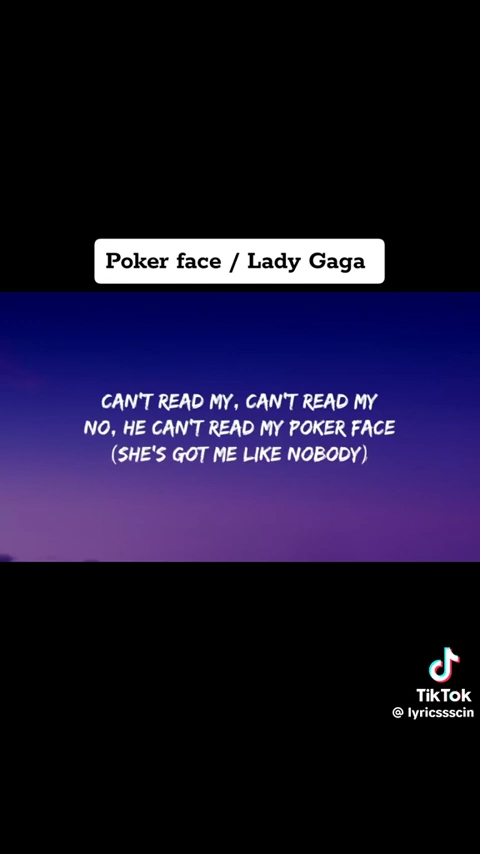 Poker face / Lady Gaga
CAN'T READ MY, CAN'T READ MY
NO, HE CAN'T READ MY POKER FACE
(SHE'S GOT ME LIKE NOBODY)
TikTok
@ lyricssscin